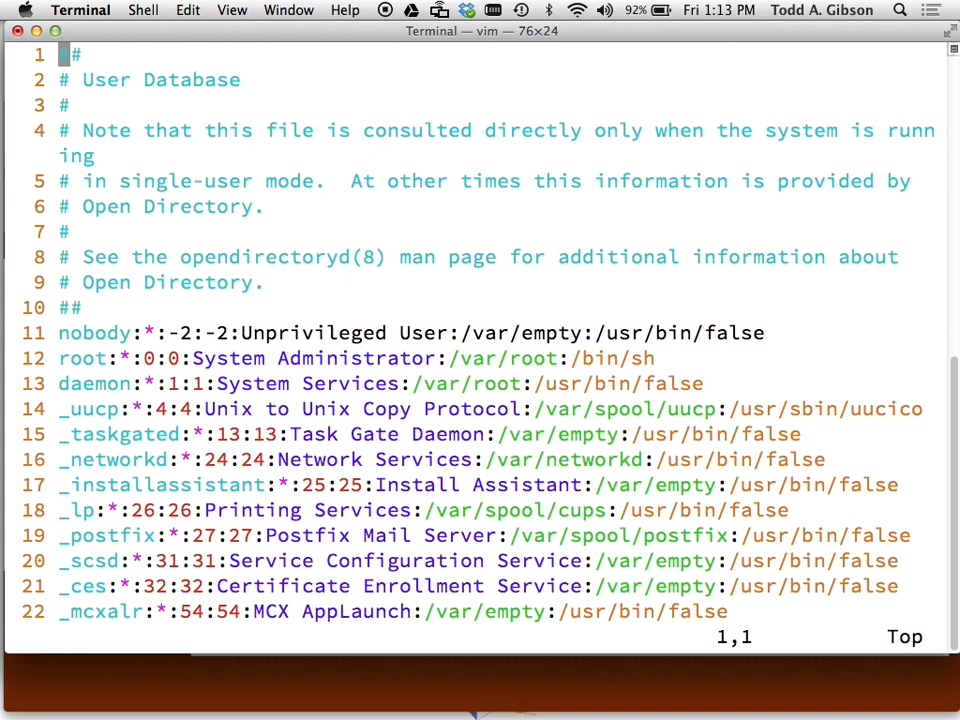 Terminal Shell Edit View Window Help 92% Fri 1:13 PM Todd A. Gibson
Terminal — vim — 76×24
1 ##
2 # User Database
3 #
4 # Note that this file is consulted directly only when the system is runn
ing
5 # in single-user mode.  At other times this information is provided by
6 # Open Directory.
7 #
8 # See the opendirectoryd(8) man page for additional information about
9 # Open Directory.
10 ##
11 nobody:*:-2:-2:Unprivileged User:/var/empty:/usr/bin/false
12 root:*:0:0:System Administrator:/var/root:/bin/sh
13 daemon:*:1:1:System Services:/var/root:/usr/bin/false
14 _uucp:*:4:4:Unix to Unix Copy Protocol:/var/spool/uucp:/usr/sbin/uucico
15 _taskgated:*:13:13:Task Gate Daemon:/var/empty:/usr/bin/false
16 _networkd:*:24:24:Network Services:/var/networkd:/usr/bin/false
17 _installassistant:*:25:25:Install Assistant:/var/empty:/usr/bin/false
18 _lp:*:26:26:Printing Services:/var/spool/cups:/usr/bin/false
19 _postfix:*:27:27:Postfix Mail Server:/var/spool/postfix:/usr/bin/false
20 _scsd:*:31:31:Service Configuration Service:/var/empty:/usr/bin/false
21 _ces:*:32:32:Certificate Enrollment Service:/var/empty:/usr/bin/false
22 _mcxalr:*:54:54:MCX AppLaunch:/var/empty:/usr/bin/false
1,1 Top